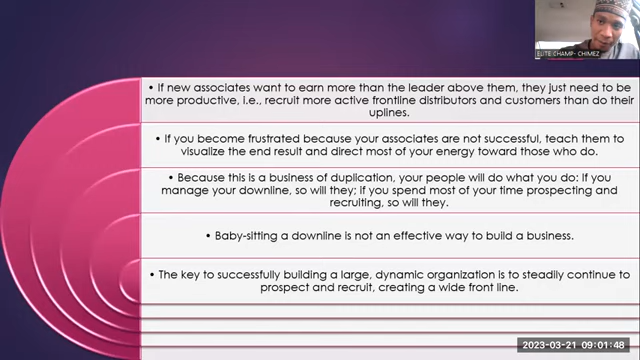 ELITE CHAMP- CHIMEZ
• If new associates want to earn more than the leader above them, they just need to be
more productive, i.e., recruit more active frontline distributors and customers than do their
uplines.
• If you become frustrated because your associates are not successful, teach them to
visualize the end result and direct most of your energy toward those who do.
• Because this is a business of duplication, your people will do what you do: if you
manage your downline, so will they; if you spend most of your time prospecting and
recruiting, so will they.
• Baby-sitting a downline is not an effective way to build a business.
• The key to successfully building a large, dynamic organization is to steadily continue to
prospect and recruit, creating a wide front line.
2023-03-21 09:01:48